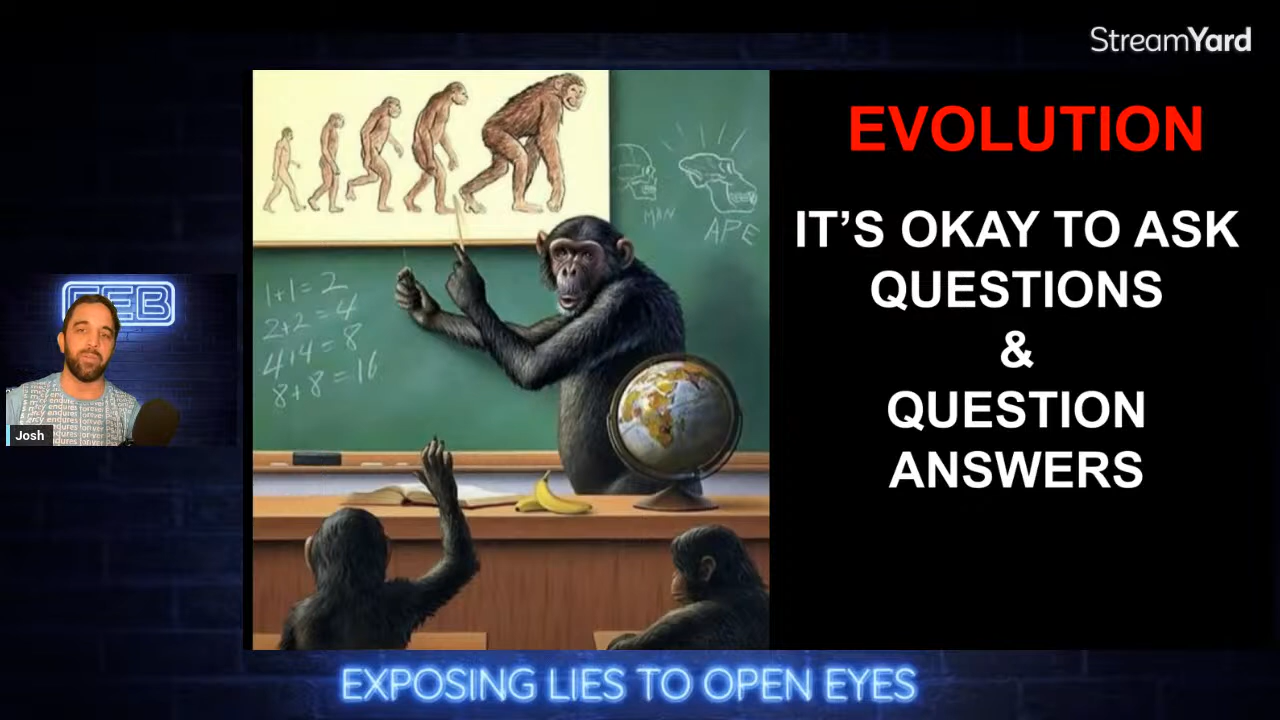 StreamYard
EVOLUTION
IT’S OKAY TO ASK
QUESTIONS
&
QUESTION
ANSWERS
MAN
APE
1+1=2
2+2=4
4+4=8
8+8=16
FEB
Josh
EXPOSING LIES TO OPEN EYES